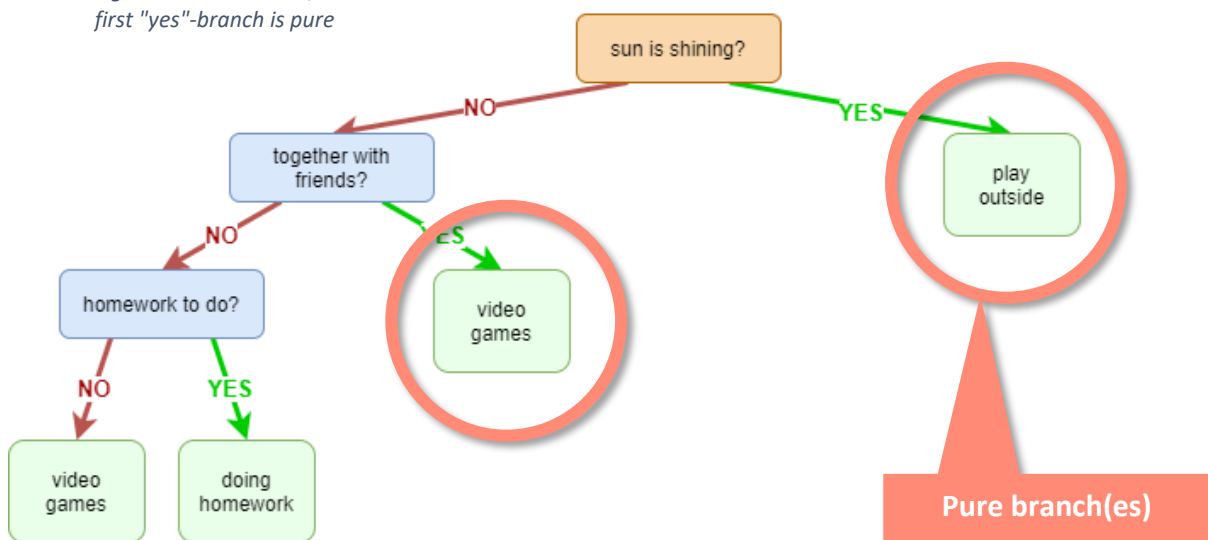 first "yes"-branch is pure
sun is shining?
NO
YES
together with
friends?
play
outside
NO
YES
homework to do?
video
games
NO
YES
video
games
doing
homework
Pure branch(es)